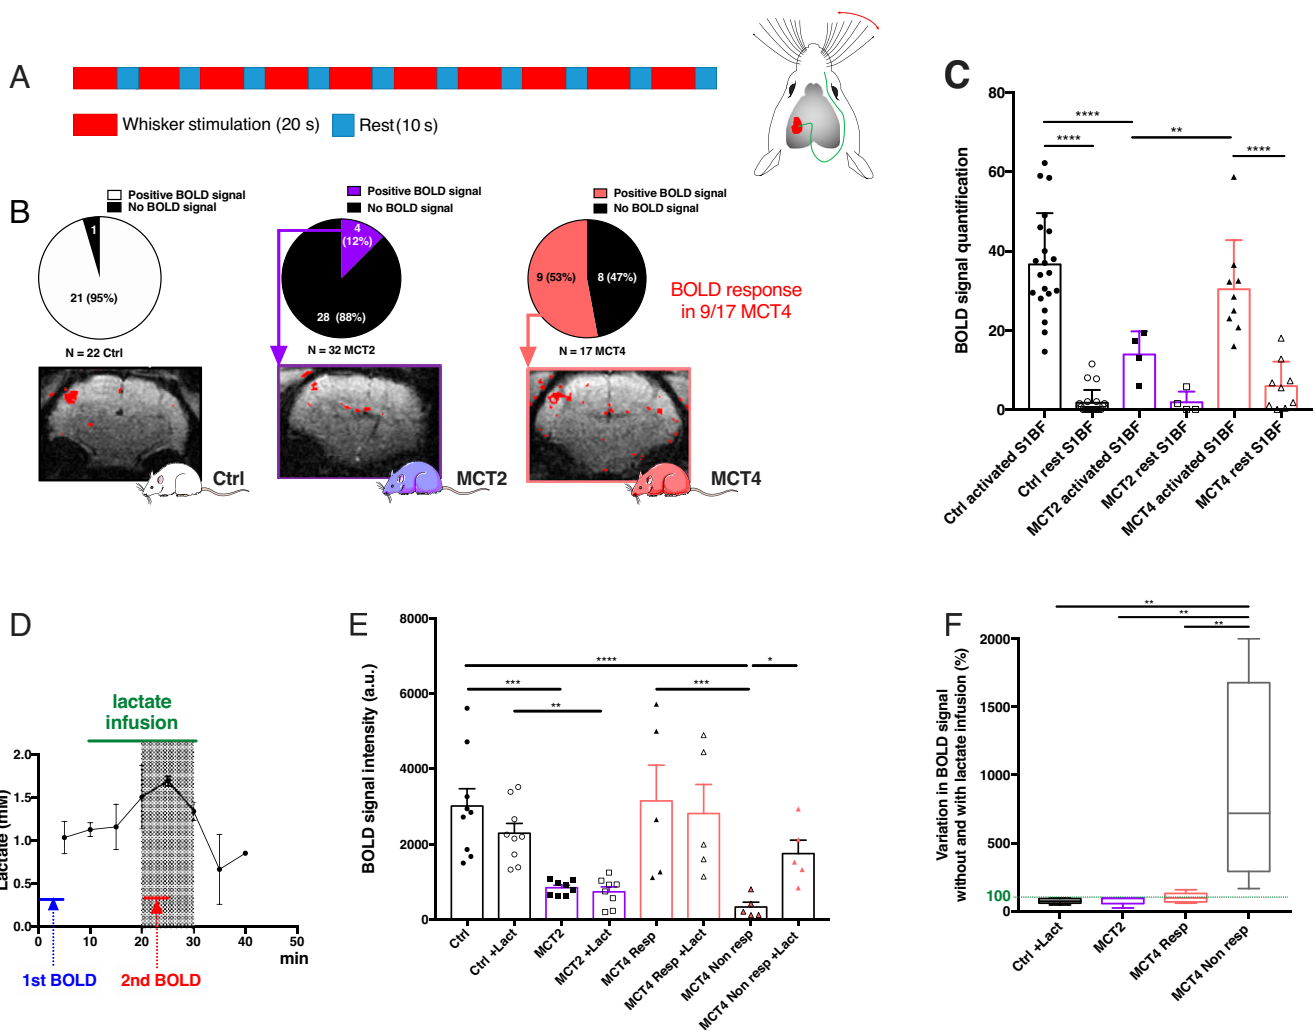 A
Whisker stimulation (20 s)
Rest (10 s)
B
Positive BOLD signal
No BOLD signal
1
21 (95%)
N = 22 Ctrl
Ctrl
Positive BOLD signal
No BOLD signal
4
(12%)
28 (88%)
N = 32 MCT2
MCT2
Positive BOLD signal
No BOLD signal
9 (53%)
8 (47%)
N = 17 MCT4
MCT4
BOLD response
in 9/17 MCT4
C
BOLD signal quantification
80
60
40
20
0
****
****
**
****
Ctrl activated S1BF
Ctrl rest S1BF
MCT2 activated S1BF
MCT2 rest S1BF
MCT4 activated S1BF
MCT4 rest S1BF
D
lactate
infusion
Lactate (mM)
2.0
1.5
1.0
0.5
0.0
0
10
20
30
40
50
min
1st BOLD
2nd BOLD
E
BOLD signal intensity (a.u.)
8000
6000
4000
2000
0
****
*
***
***
**
Ctrl
Ctrl +Lact
MCT2
MCT2 +Lact
MCT4 Resp
MCT4 Resp +Lact
MCT4 Non resp
MCT4 Non resp +Lact
F
Variation in BOLD signal
without and with lactate infusion (%)
2000
1500
1000
500
100
0
**
**
**
Ctrl +Lact
MCT2
MCT4 Resp
MCT4 Non resp